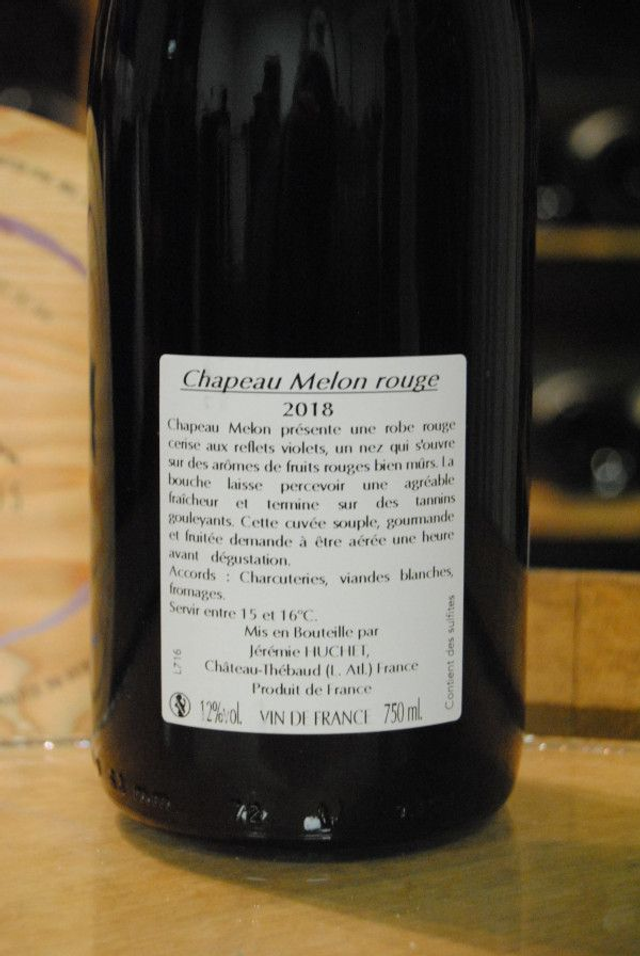 Chapeau Melon rouge
2018
Chapeau Melon présente une robe rouge
cerise aux reflets violets, un nez qui s'ouvre
sur des arômes de fruits rouges bien mûrs. La
bouche laisse percevoir une agréable
fraîcheur et termine sur des tannins
gouleyants. Cette cuvée souple, gourmande
et fruitée demande à être aérée une heure
avant dégustation.
Accords : Charcuteries, viandes blanches,
fromages.
Servir entre 15 et 16°C.
Mis en Bouteille par
Jérémie HUCHET,
Château-Thébaud (L. Atl.) France
Produit de France
12%vol. VIN DE FRANCE 750 ml.
L716
Contient des sulfites